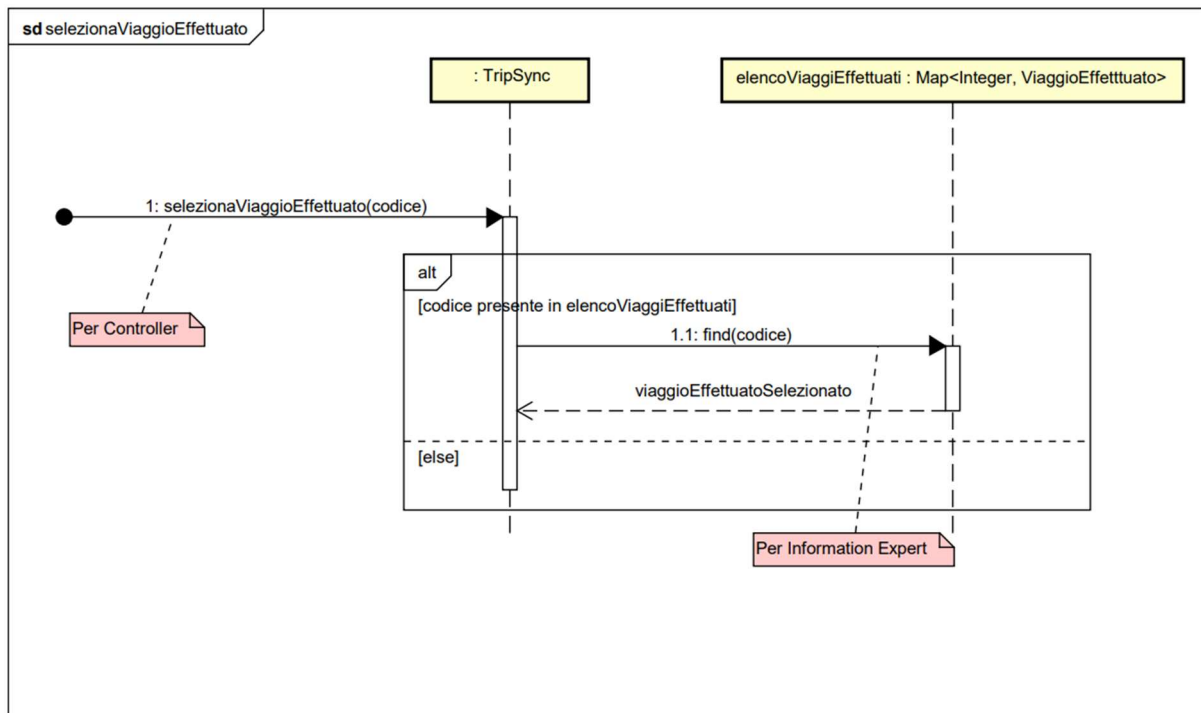 sd selezionaViaggioEffettuato
: TripSync
elencoViaggiEffettuati : Map<Integer, ViaggioEffetttuato>
1: selezionaViaggioEffettuato(codice)
alt
[codice presente in elencoViaggiEffettuati]
Per Controller
1.1: find(codice)
viaggioEffettuatoSelezionato
[else]
Per Information Expert